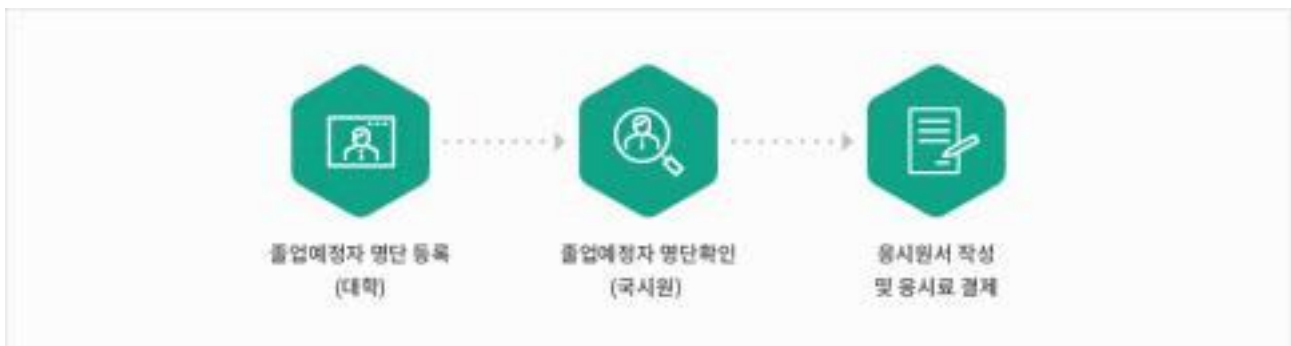 졸업예정자 명단 등록
(대학)
졸업예정자 명단확인
(국시원)
응시원서 작성
및 응시료 결제